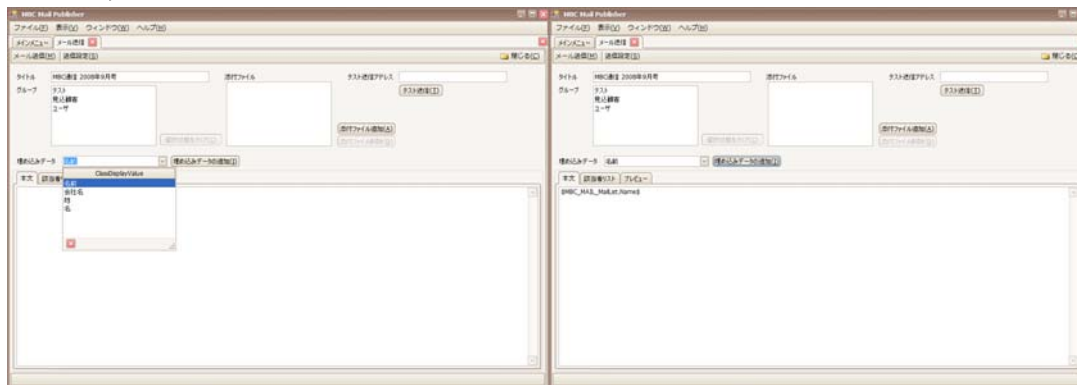 MBC Mail Publisher
ファイル(F) 表示(V) ウィンドウ(W) ヘルプ(H)
メインメニュー メール送信
メール送信(M) 送信設定(S) 閉じる(C)
タイトル MBC通信 2008年9月号 添付ファイル テスト送信アドレス
グループ テスト テスト送信(T)
見込顧客
ユーザ
添付ファイル追加(A)
埋め込みデータ 名前 埋め込みデータの追加(I)
ClassDisplayValue
本文
名前
会社名
姓
名
MBC Mail Publisher
ファイル(F) 表示(V) ウィンドウ(W) ヘルプ(H)
メインメニュー メール送信
メール送信(M) 送信設定(S) 閉じる(C)
タイトル MBC通信 2008年9月号 添付ファイル テスト送信アドレス
グループ テスト テスト送信(T)
見込顧客
ユーザ
添付ファイル追加(A)
埋め込みデータ 名前 埋め込みデータの追加(I)
本文 該当者リスト プレビュー